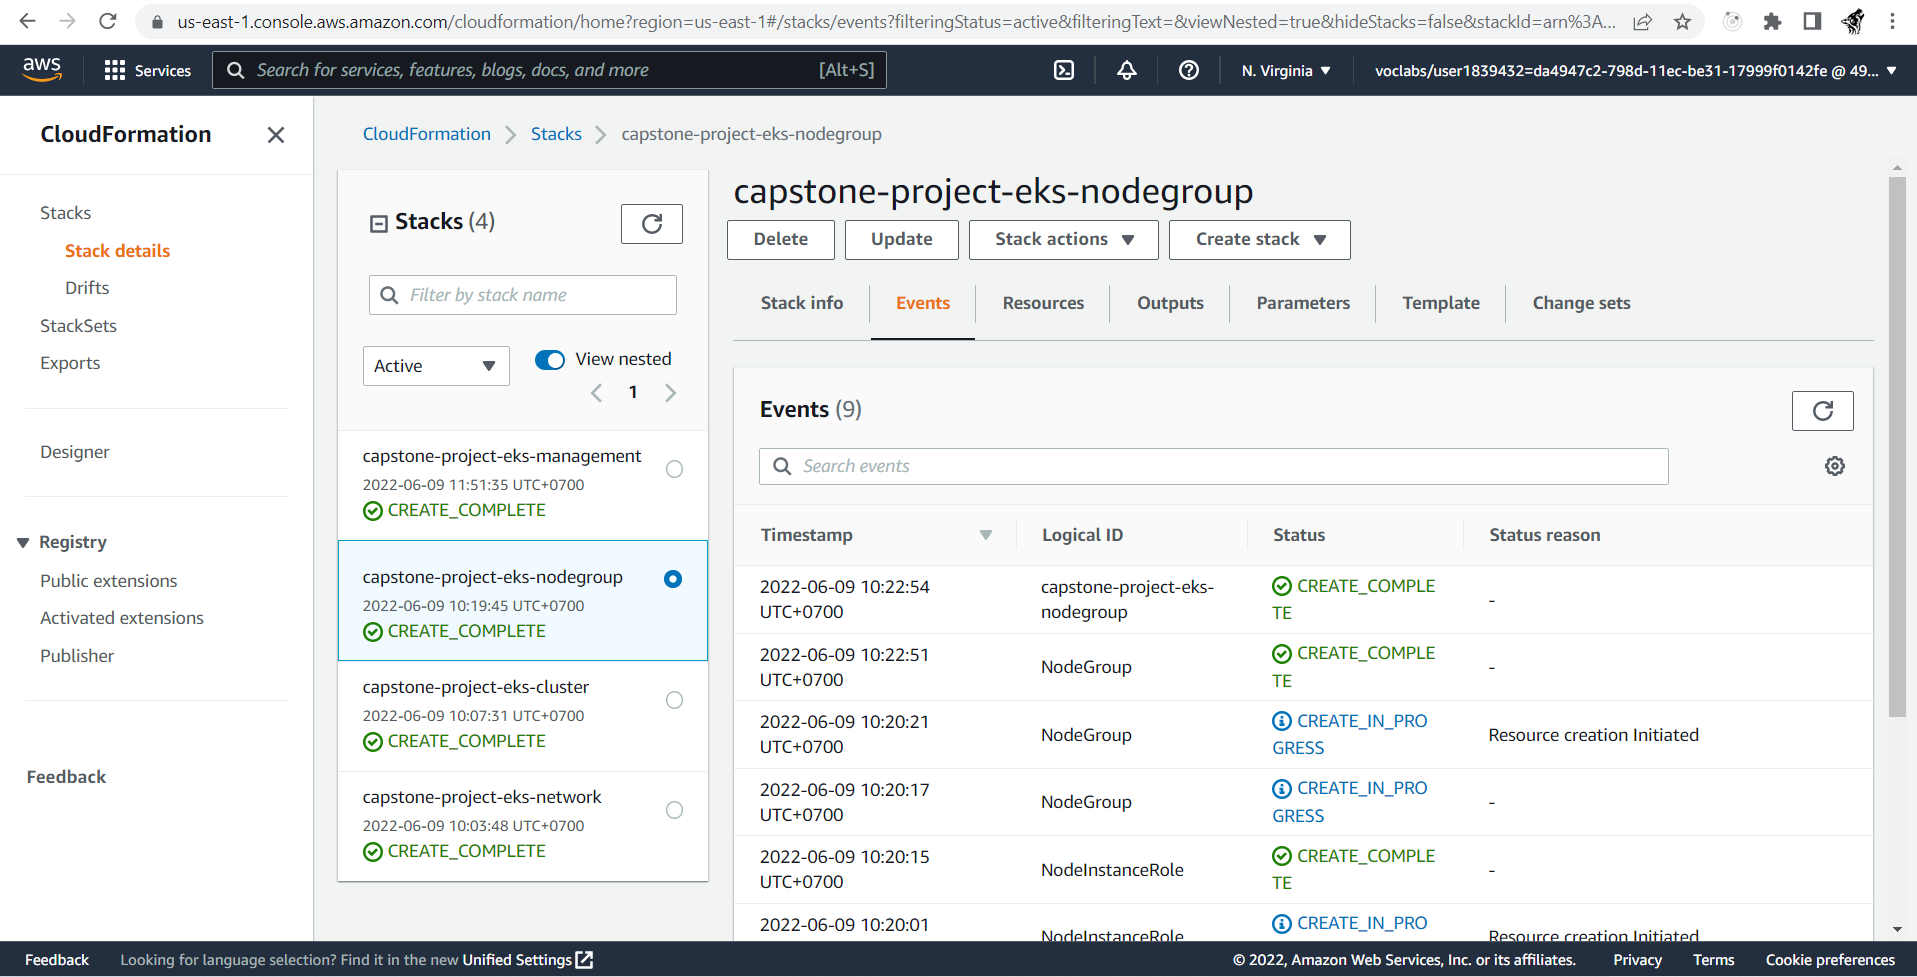 us-east-1.console.aws.amazon.com/cloudformation/home?region=us-east-1#/stacks/events?filteringStatus=active&filteringText=&viewNested=true&hideStacks=false&stackId=arn%3A...
aws
Services
Search for services, features, blogs, docs, and more
[Alt+S]
N. Virginia
voclabs/user1839432=da4947c2-798d-11ec-be31-17999f0142fe @ 49...
CloudFormation
Stacks
Stack details
Drifts
StackSets
Exports
Designer
Registry
Public extensions
Activated extensions
Publisher
Feedback
CloudFormation
Stacks
capstone-project-eks-nodegroup
Stacks (4)
Filter by stack name
Active
View nested
1
capstone-project-eks-management
2022-06-09 11:51:35 UTC+0700
CREATE_COMPLETE
capstone-project-eks-nodegroup
2022-06-09 10:19:45 UTC+0700
CREATE_COMPLETE
capstone-project-eks-cluster
2022-06-09 10:07:31 UTC+0700
CREATE_COMPLETE
capstone-project-eks-network
2022-06-09 10:03:48 UTC+0700
CREATE_COMPLETE
capstone-project-eks-nodegroup
Delete
Update
Stack actions
Create stack
Stack info
Events
Resources
Outputs
Parameters
Template
Change sets
Events (9)
Search events
Timestamp
Logical ID
Status
Status reason
2022-06-09 10:22:54
UTC+0700
capstone-project-eks-
nodegroup
CREATE_COMPLE
TE
-
2022-06-09 10:22:51
UTC+0700
NodeGroup
CREATE_COMPLE
TE
-
2022-06-09 10:20:21
UTC+0700
NodeGroup
CREATE_IN_PRO
GRESS
Resource creation Initiated
2022-06-09 10:20:17
UTC+0700
NodeGroup
CREATE_IN_PRO
GRESS
-
2022-06-09 10:20:15
UTC+0700
NodeInstanceRole
CREATE_COMPLE
TE
-
2022-06-09 10:20:01
NodeInstanceRole
CREATE_IN_PRO
Resource creation Initiated
Feedback
Looking for language selection? Find it in the new Unified Settings
© 2022, Amazon Web Services, Inc. or its affiliates.
Privacy
Terms
Cookie preferences